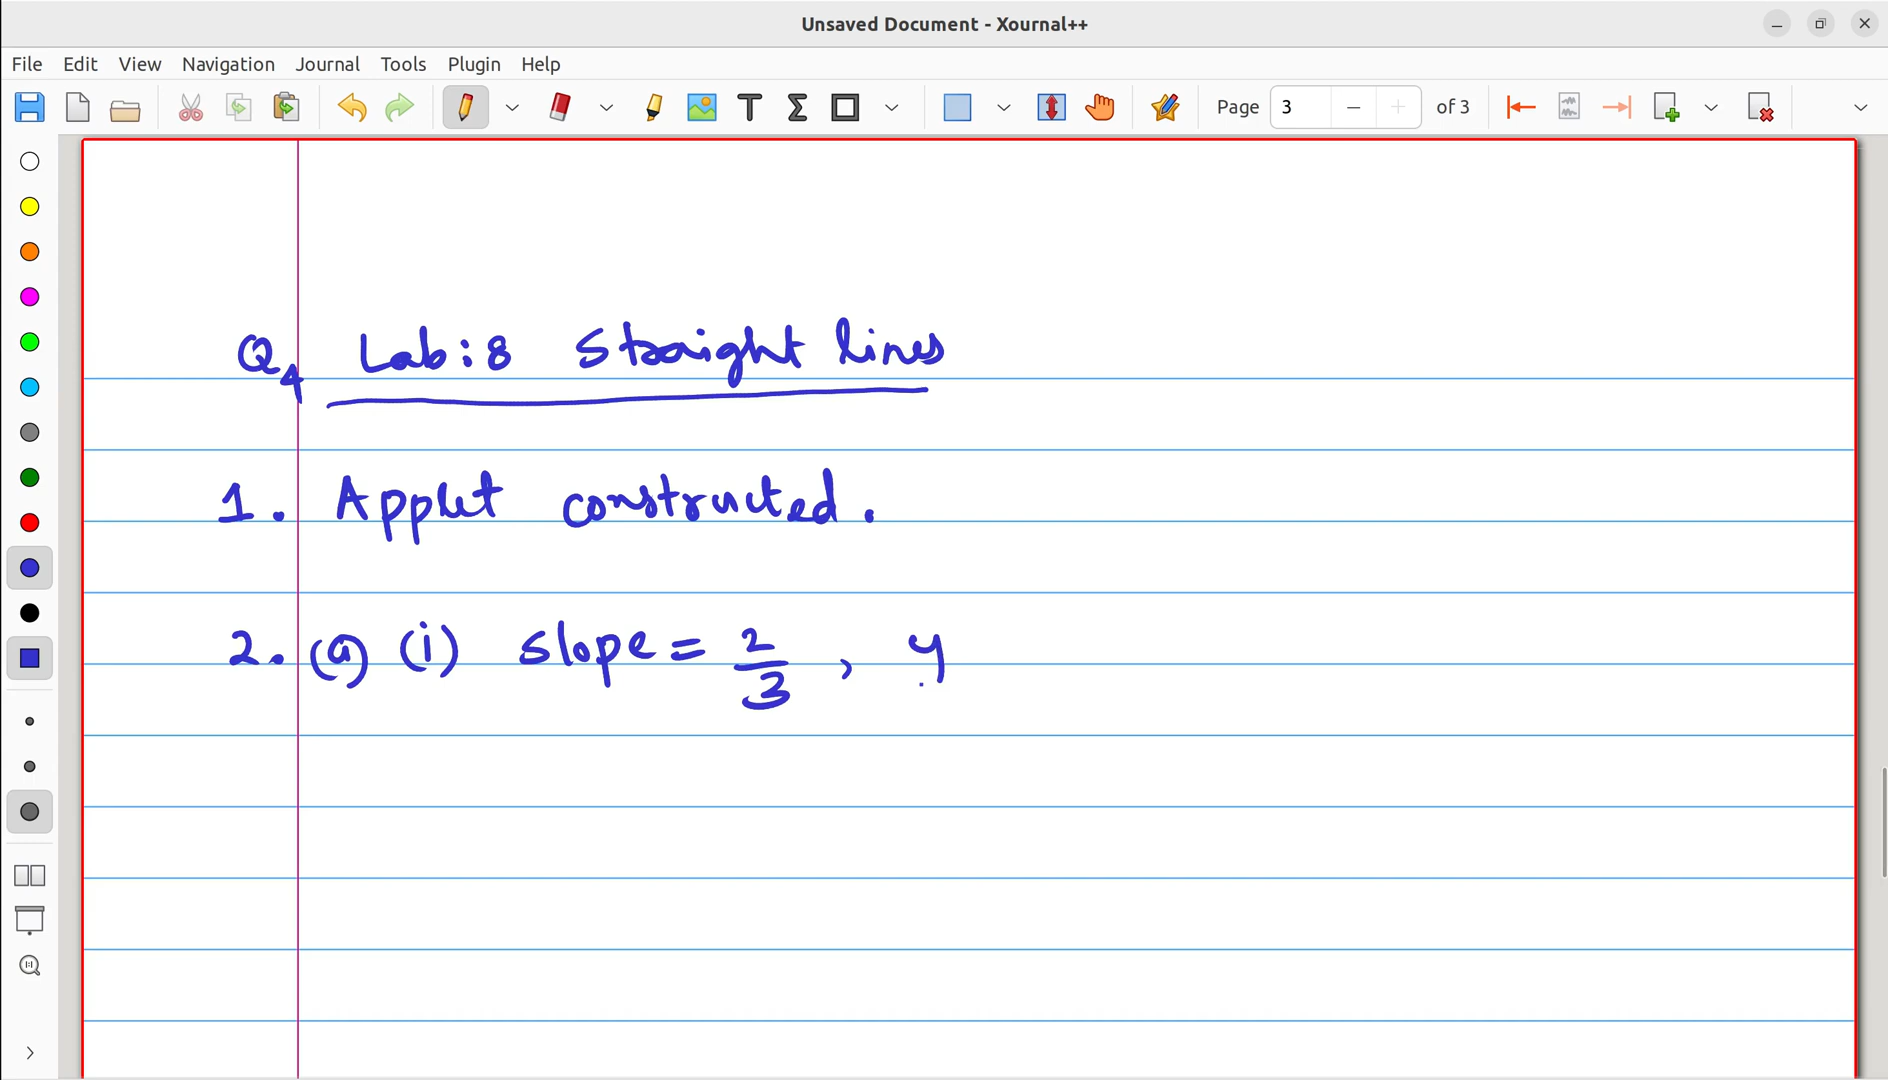 Unsaved Document - Xournal++
File Edit View Navigation Journal Tools Plugin Help
Page 3 of 3
Q4 Lab:8 Straight lines
1. Applet constructed.
2. (a) (i) slope = 2/3 , y